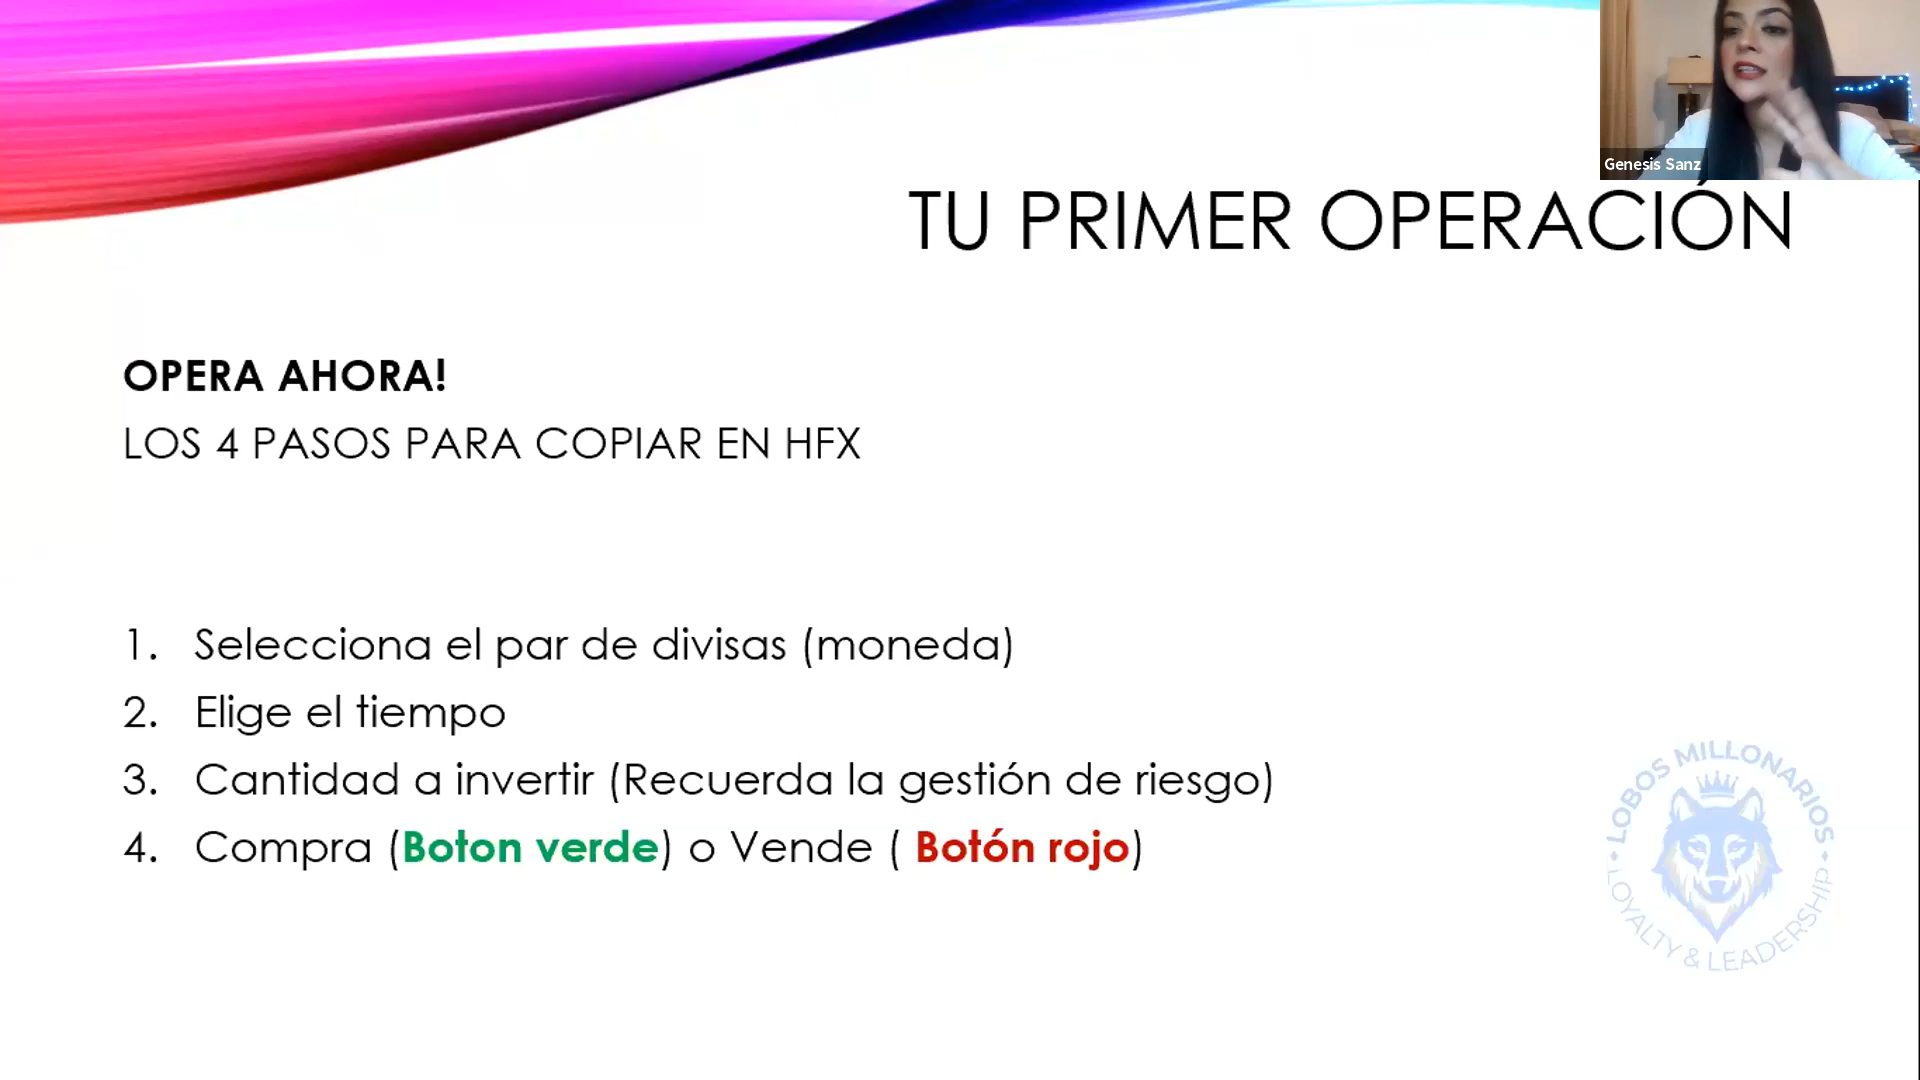 Genesis Sanz
TU PRIMER OPERACIÓN
OPERA AHORA!
LOS 4 PASOS PARA COPIAR EN HFX
1. Selecciona el par de divisas (moneda)
2. Elige el tiempo
3. Cantidad a invertir (Recuerda la gestión de riesgo)
4. Compra (Boton verde) o Vende ( Botón rojo)
LOBOS MILLONARIOS
LOYALTY & LEADERSHIP